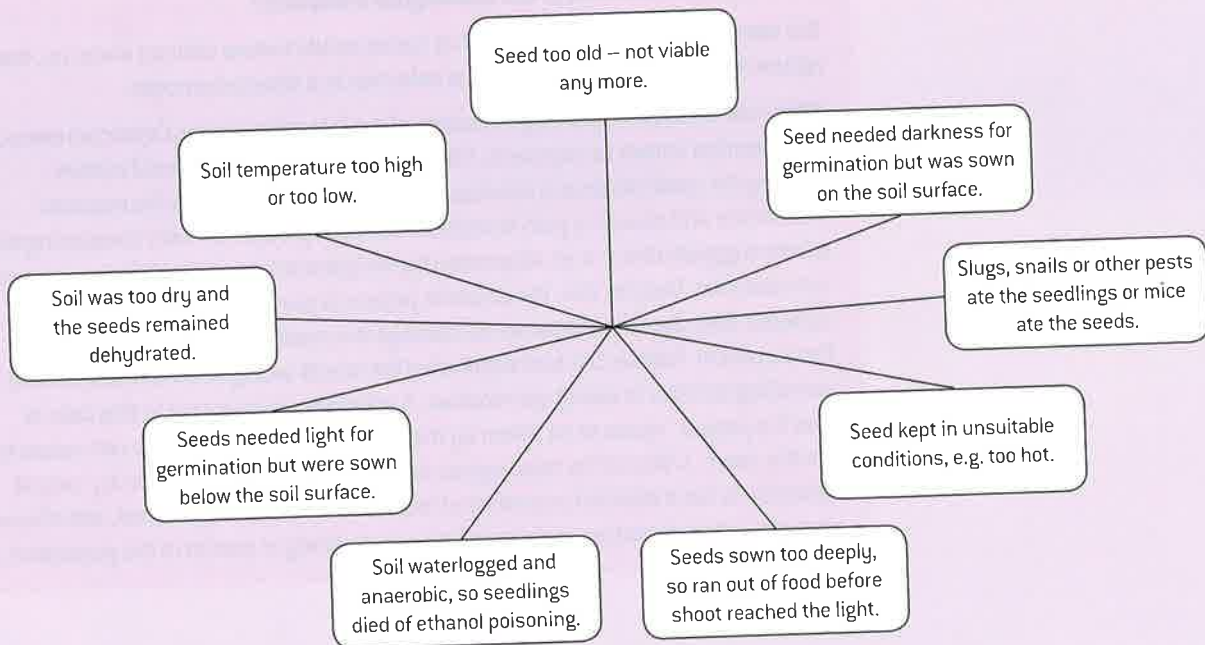 Seed too old – not viable
any more.
Seed needed darkness for
germination but was sown
on the soil surface.
Soil temperature too high
or too low.
Slugs, snails or other pests
ate the seedlings or mice
ate the seeds.
Soil was too dry and
the seeds remained
dehydrated.
Seed kept in unsuitable
conditions, e.g. too hot.
Seeds needed light for
germination but were sown
below the soil surface.
Soil waterlogged and
anaerobic, so seedlings
died of ethanol poisoning.
Seeds sown too deeply,
so ran out of food before
shoot reached the light.